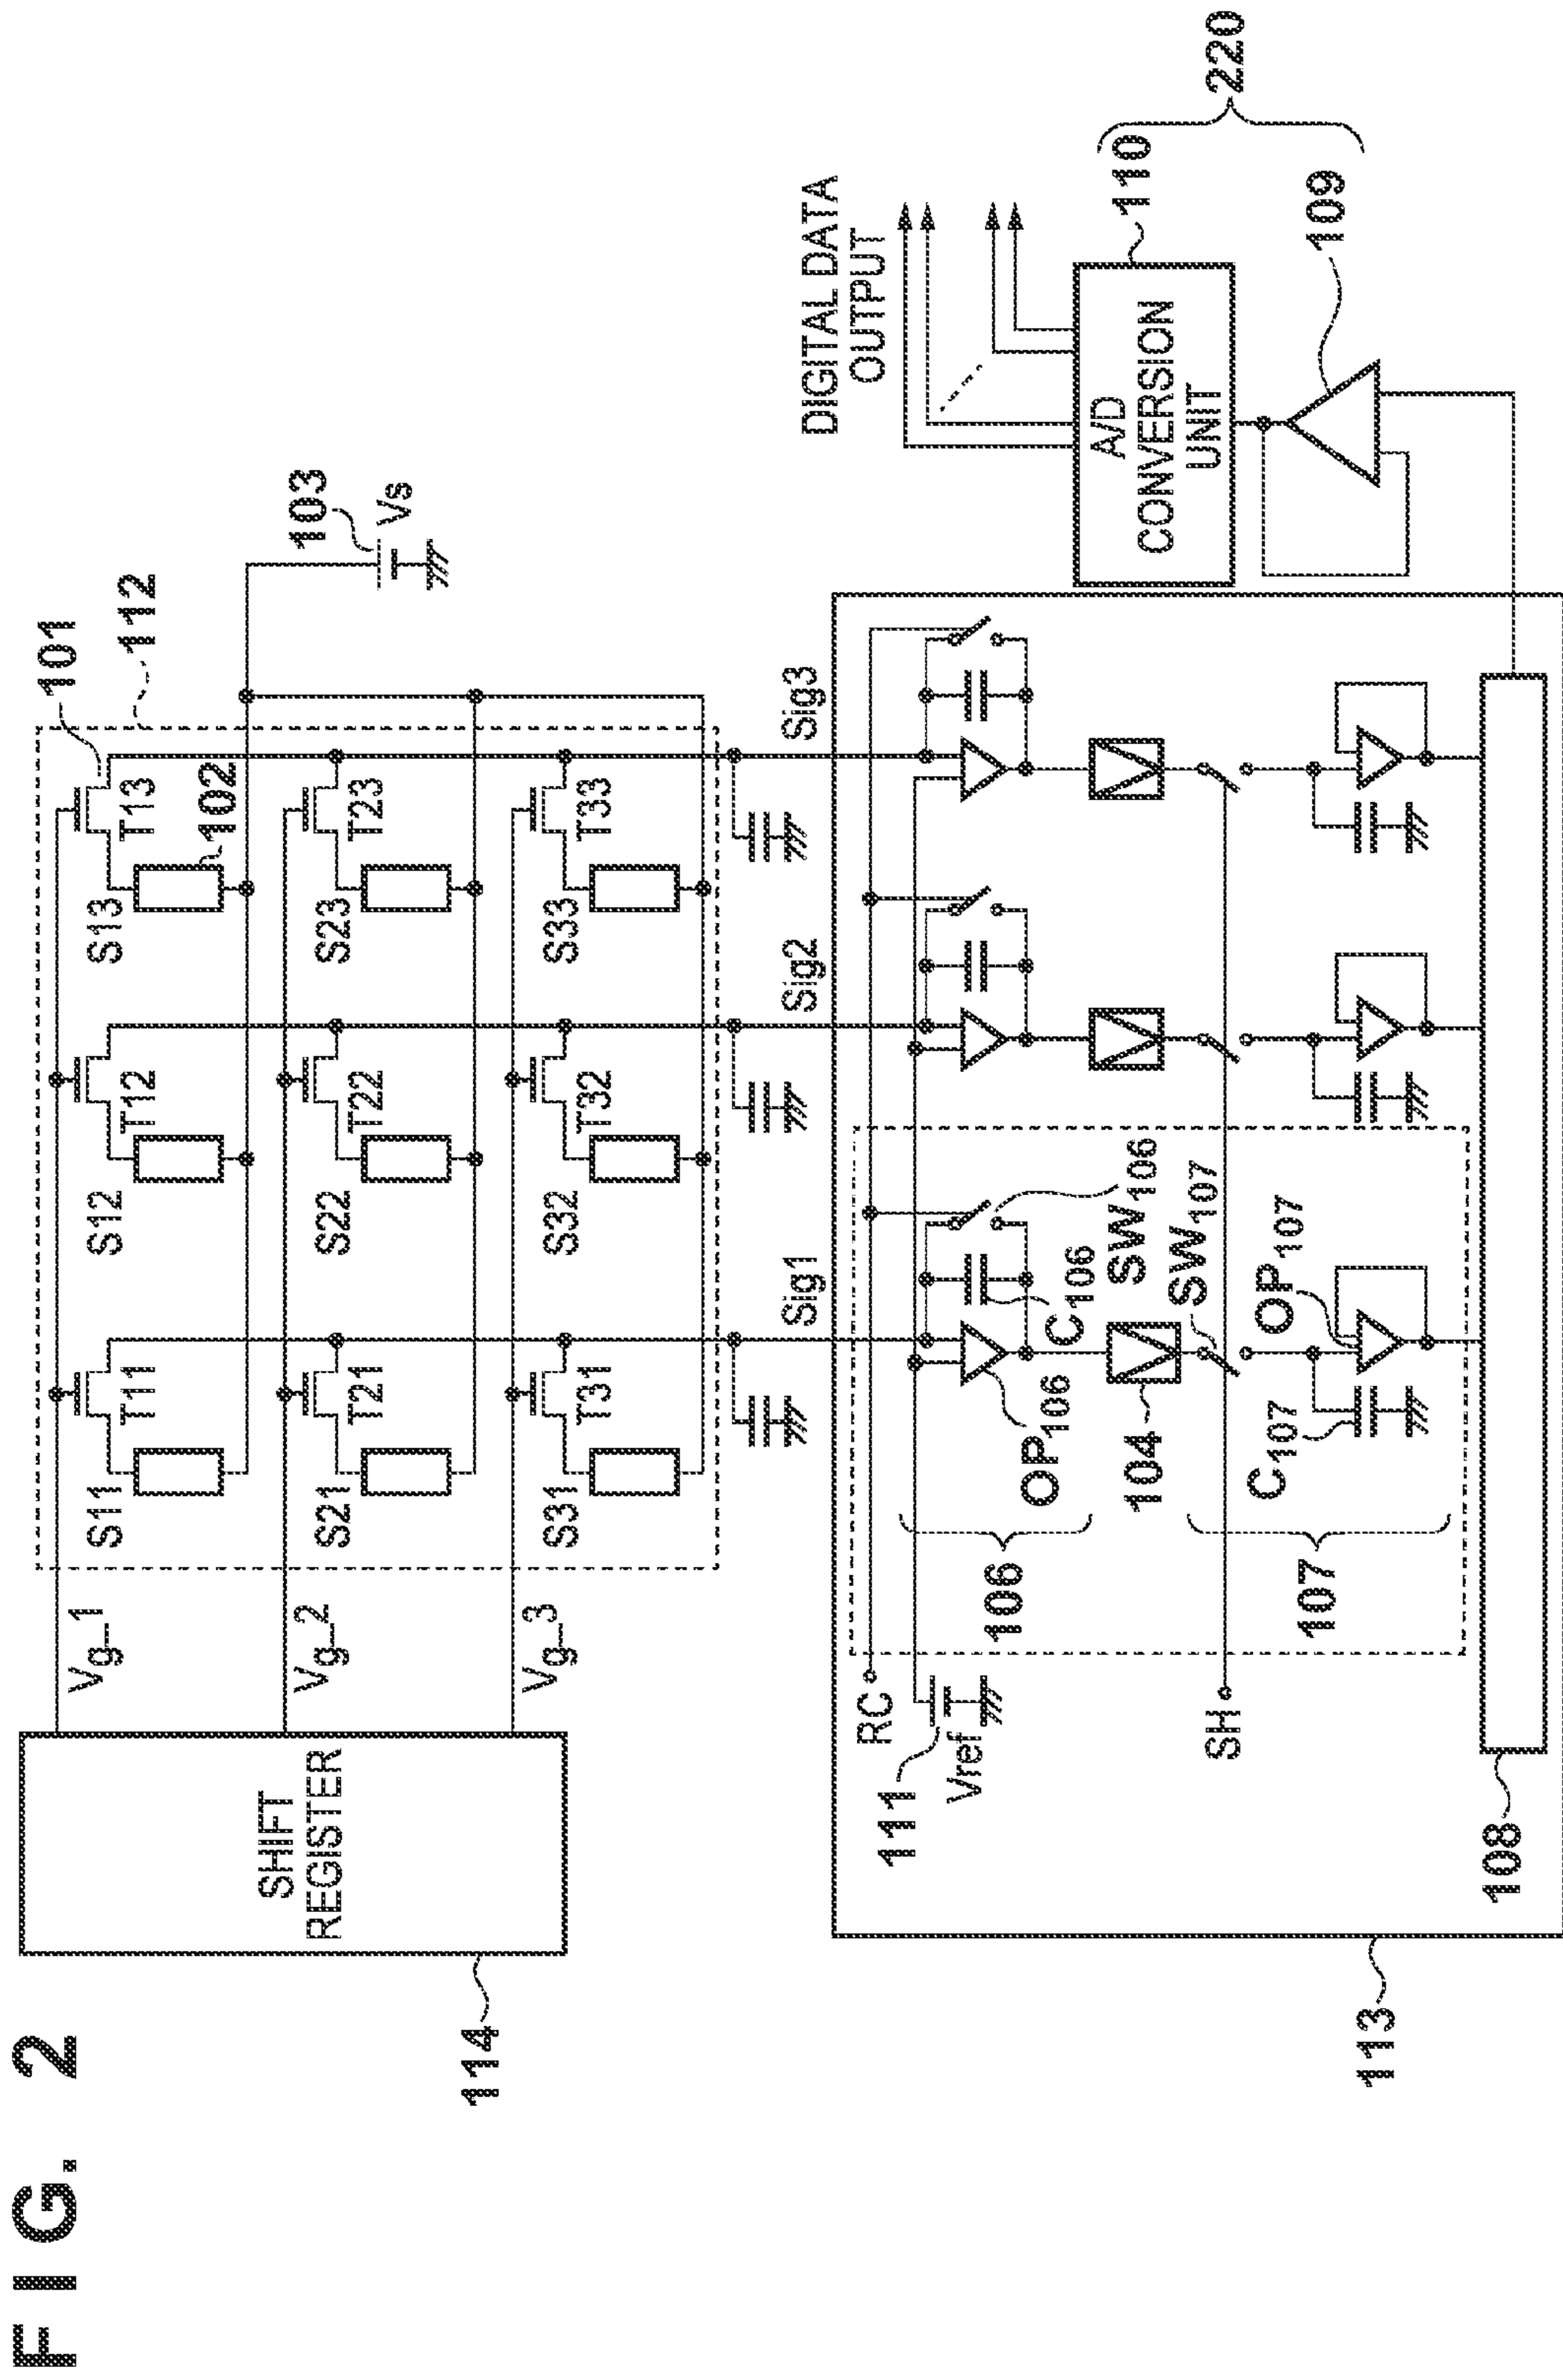 FIG. 2
114
SHIFT
REGISTER
Vg_1
Vg_2
Vg_3
S11
T11
S12
T12
S13
T13
101
102
112
S21
T21
S22
T22
S23
T23
S31
T31
S32
T32
S33
T33
103
Vs
Sig1
Sig2
Sig3
113
RC
111
Vref
SH
106
107
108
OP106
C106
SW106
104
SW107
C107
OP107
DIGITAL DATA
OUTPUT
A/D
CONVERSION
UNIT
110
109
220